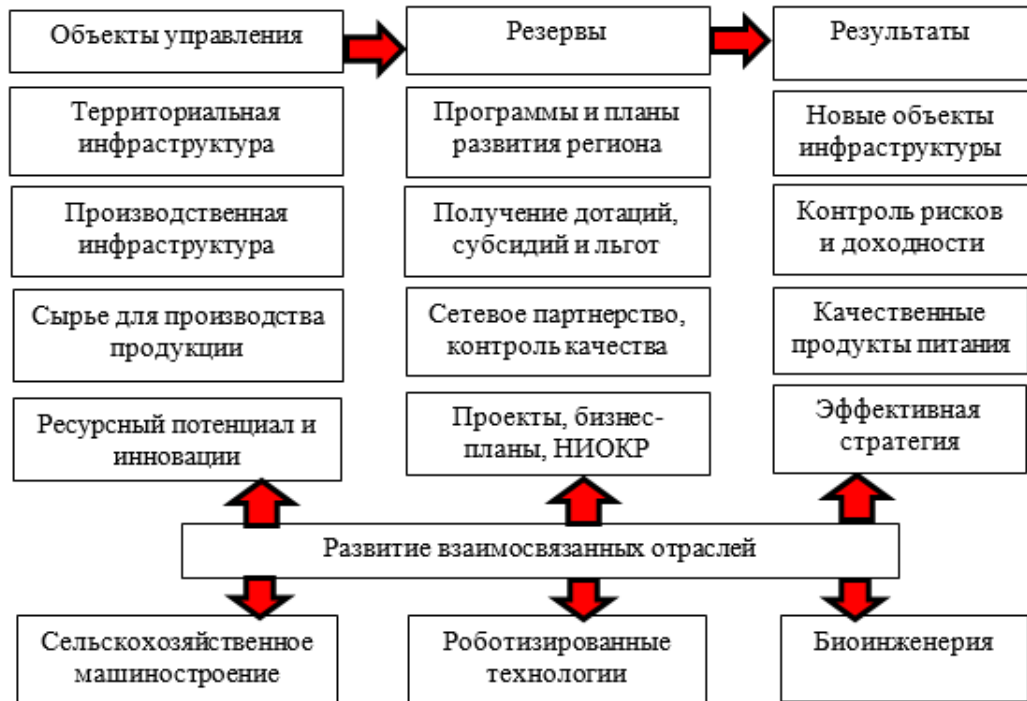 Объекты управления
Резервы
Результаты
Территориальная
инфраструктура
Программы и планы
развития региона
Новые объекты
инфраструктуры
Производственная
инфраструктура
Получение дотаций,
субсидий и льгот
Контроль рисков
и доходности
Сырье для производства
продукции
Сетевое партнерство,
контроль качества
Качественные
продукты питания
Ресурсный потенциал и
инновации
Проекты, бизнес-
планы, НИОКР
Эффективная
стратегия
Развитие взаимосвязанных отраслей
Сельскохозяйственное
машиностроение
Роботизированные
технологии
Биоинженерия